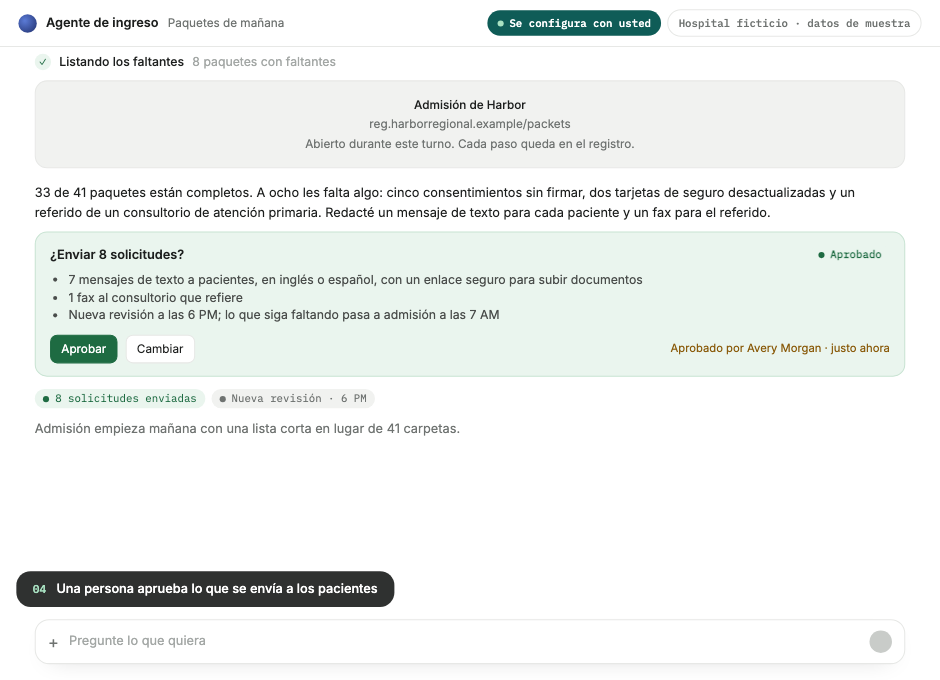 Agente de ingreso Paquetes de mañana
Se configura con usted
Hospital ficticio · datos de muestra
Listando los faltantes 8 paquetes con faltantes
Admisión de Harbor
reg.harborregional.example/packets
Abierto durante este turno. Cada paso queda en el registro.
33 de 41 paquetes están completos. A ocho les falta algo: cinco consentimientos sin firmar, dos tarjetas de seguro desactualizadas y un
referido de un consultorio de atención primaria. Redacté un mensaje de texto para cada paciente y un fax para el referido.
¿Enviar 8 solicitudes?
Aprobado
• 7 mensajes de texto a pacientes, en inglés o español, con un enlace seguro para subir documentos
• 1 fax al consultorio que refiere
• Nueva revisión a las 6 PM; lo que siga faltando pasa a admisión a las 7 AM
Aprobar
Cambiar
Aprobado por Avery Morgan · justo ahora
8 solicitudes enviadas
Nueva revisión · 6 PM
Admisión empieza mañana con una lista corta en lugar de 41 carpetas.
04 Una persona aprueba lo que se envía a los pacientes
+ Pregunte lo que quiera